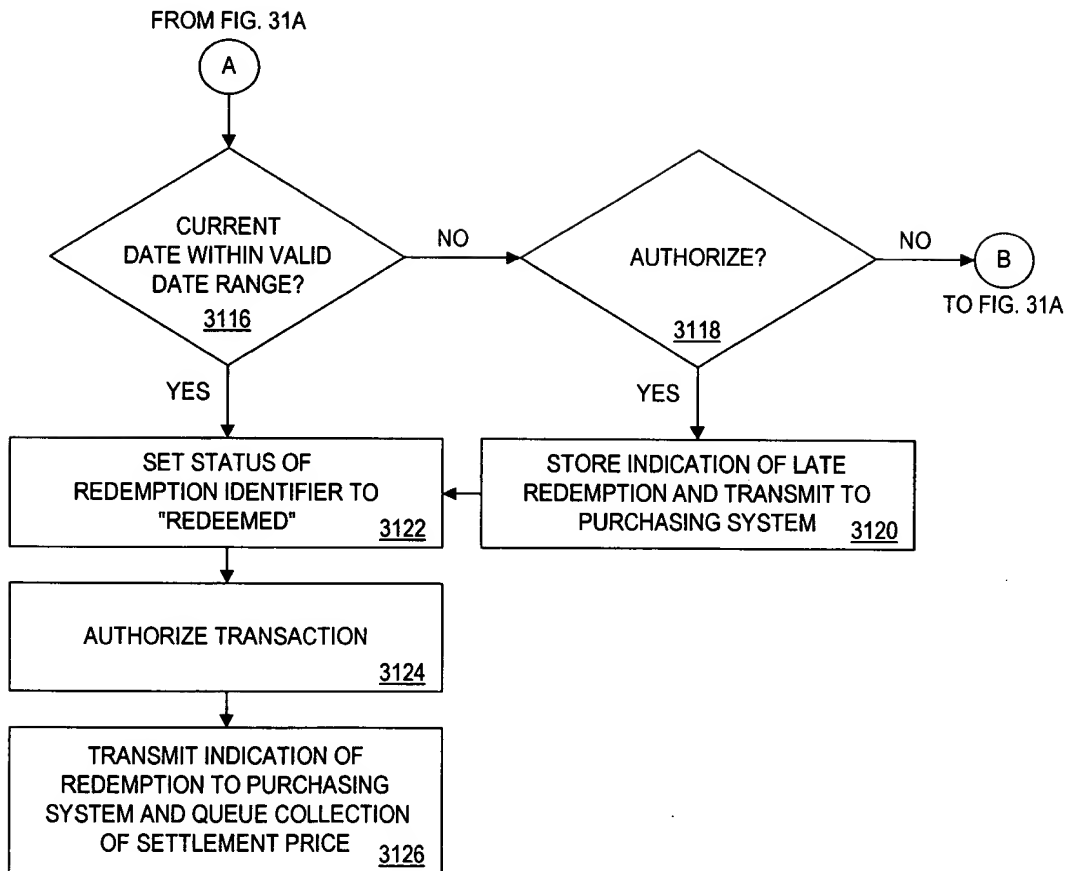 FROM FIG. 31A
A
CURRENT
DATE WITHIN VALID
DATE RANGE?
3116
NO
AUTHORIZE?
3118
NO
B
TO FIG. 31A
YES
YES
SET STATUS OF
REDEMPTION IDENTIFIER TO
"REDEEMED"
3122
STORE INDICATION OF LATE
REDEMPTION AND TRANSMIT TO
PURCHASING SYSTEM
3120
AUTHORIZE TRANSACTION
3124
TRANSMIT INDICATION OF
REDEMPTION TO PURCHASING
SYSTEM AND QUEUE COLLECTION
OF SETTLEMENT PRICE
3126